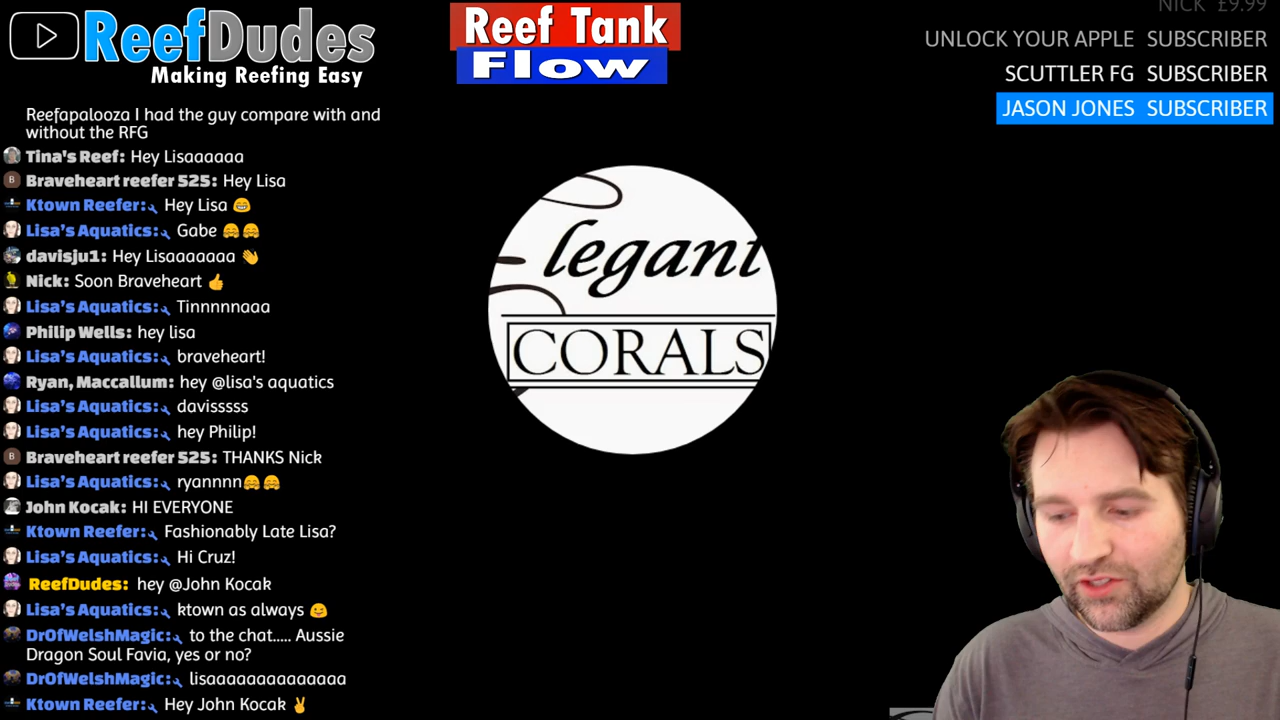 ReefDudes
Making Reefing Easy
Reef Tank
Flow
NICK £9.99
UNLOCK YOUR APPLE SUBSCRIBER
SCUTTLER FG SUBSCRIBER
JASON JONES SUBSCRIBER
Reefapalooza I had the guy compare with and
without the RFG
Tina's Reef: Hey Lisaaaaaa
B Braveheart reefer 525: Hey Lisa
Ktown Reefer: Hey Lisa 😂
Lisa's Aquatics: Gabe 🤗🤗
davisju1: Hey Lisaaaaaaa 👋
Nick: Soon Braveheart 👍
Lisa's Aquatics: Tinnnnnaaa
Philip Wells: hey lisa
Lisa's Aquatics: braveheart!
Ryan, Maccallum: hey @lisa's aquatics
Lisa's Aquatics: davisssss
Lisa's Aquatics: hey Philip!
B Braveheart reefer 525: THANKS Nick
Lisa's Aquatics: ryannnn🤗🤗
John Kocak: HI EVERYONE
Ktown Reefer: Fashionably Late Lisa?
Lisa's Aquatics: Hi Cruz!
ReefDudes: hey @John Kocak
Lisa's Aquatics: ktown as always 😉
DrOfWelshMagic: to the chat..... Aussie
Dragon Soul Favia, yes or no?
DrOfWelshMagic: lisaaaaaaaaaaaaaa
Ktown Reefer: Hey John Kocak ✌
legant
CORALS